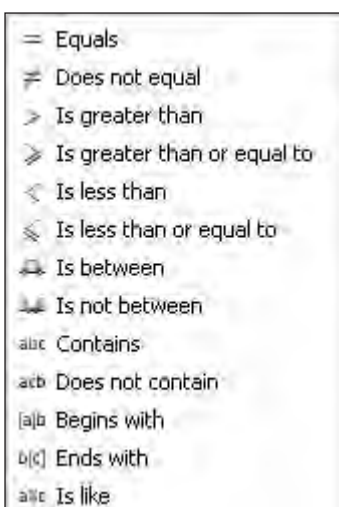 = Equals
≠ Does not equal
> Is greater than
⩾ Is greater than or equal to
< Is less than
⩽ Is less than or equal to
Is between
Is not between
abc Contains
acb Does not contain
[a]b Begins with
b[c] Ends with
a%c Is like